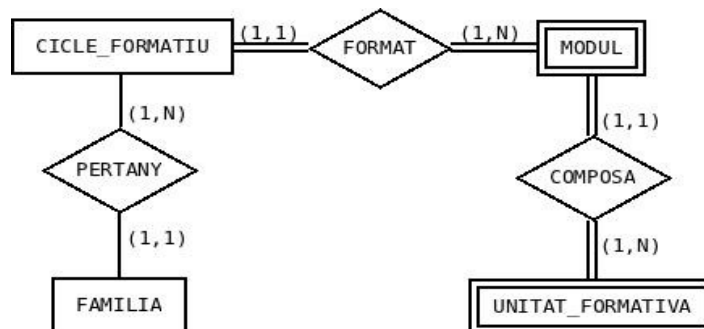 CICLE_FORMATIU (1,1) FORMAT (1,N) MODUL
(1,N) (1,1)
PERTANY COMPOSA
(1,1) (1,N)
FAMILIA UNITAT_FORMATIVA